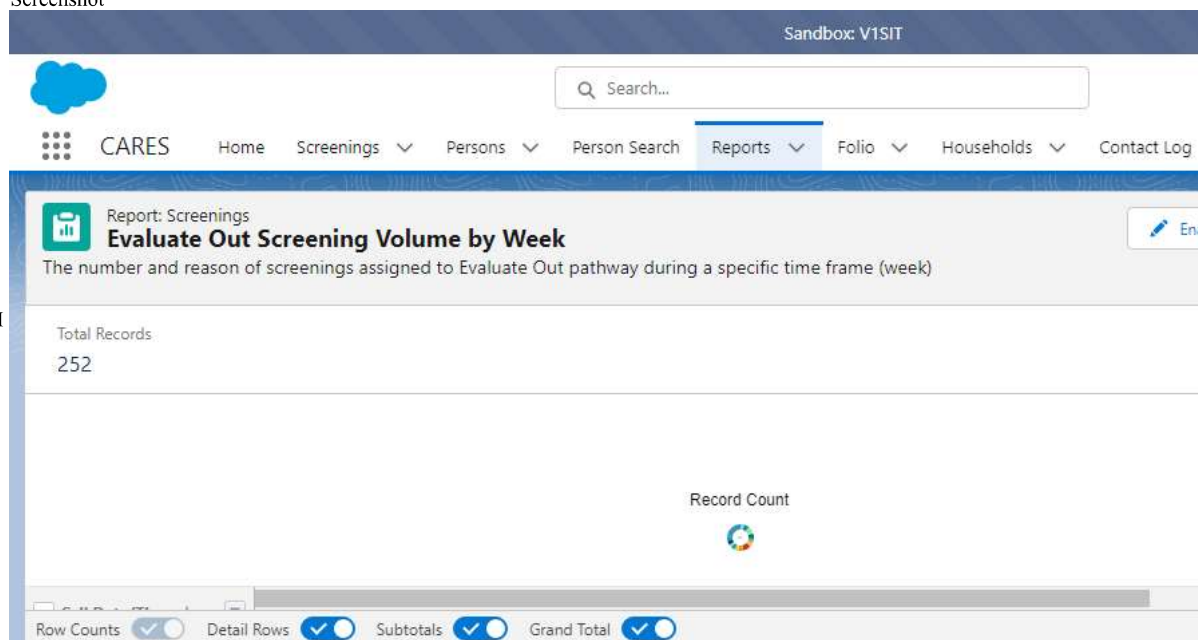 Screenshot
Sandbox: V1SIT
Search...
CARES Home Screenings Persons Person Search Reports Folio Households Contact Log
Report: Screenings
Evaluate Out Screening Volume by Week
The number and reason of screenings assigned to Evaluate Out pathway during a specific time frame (week)
Total Records
252
Record Count
Row Counts Detail Rows Subtotals Grand Total